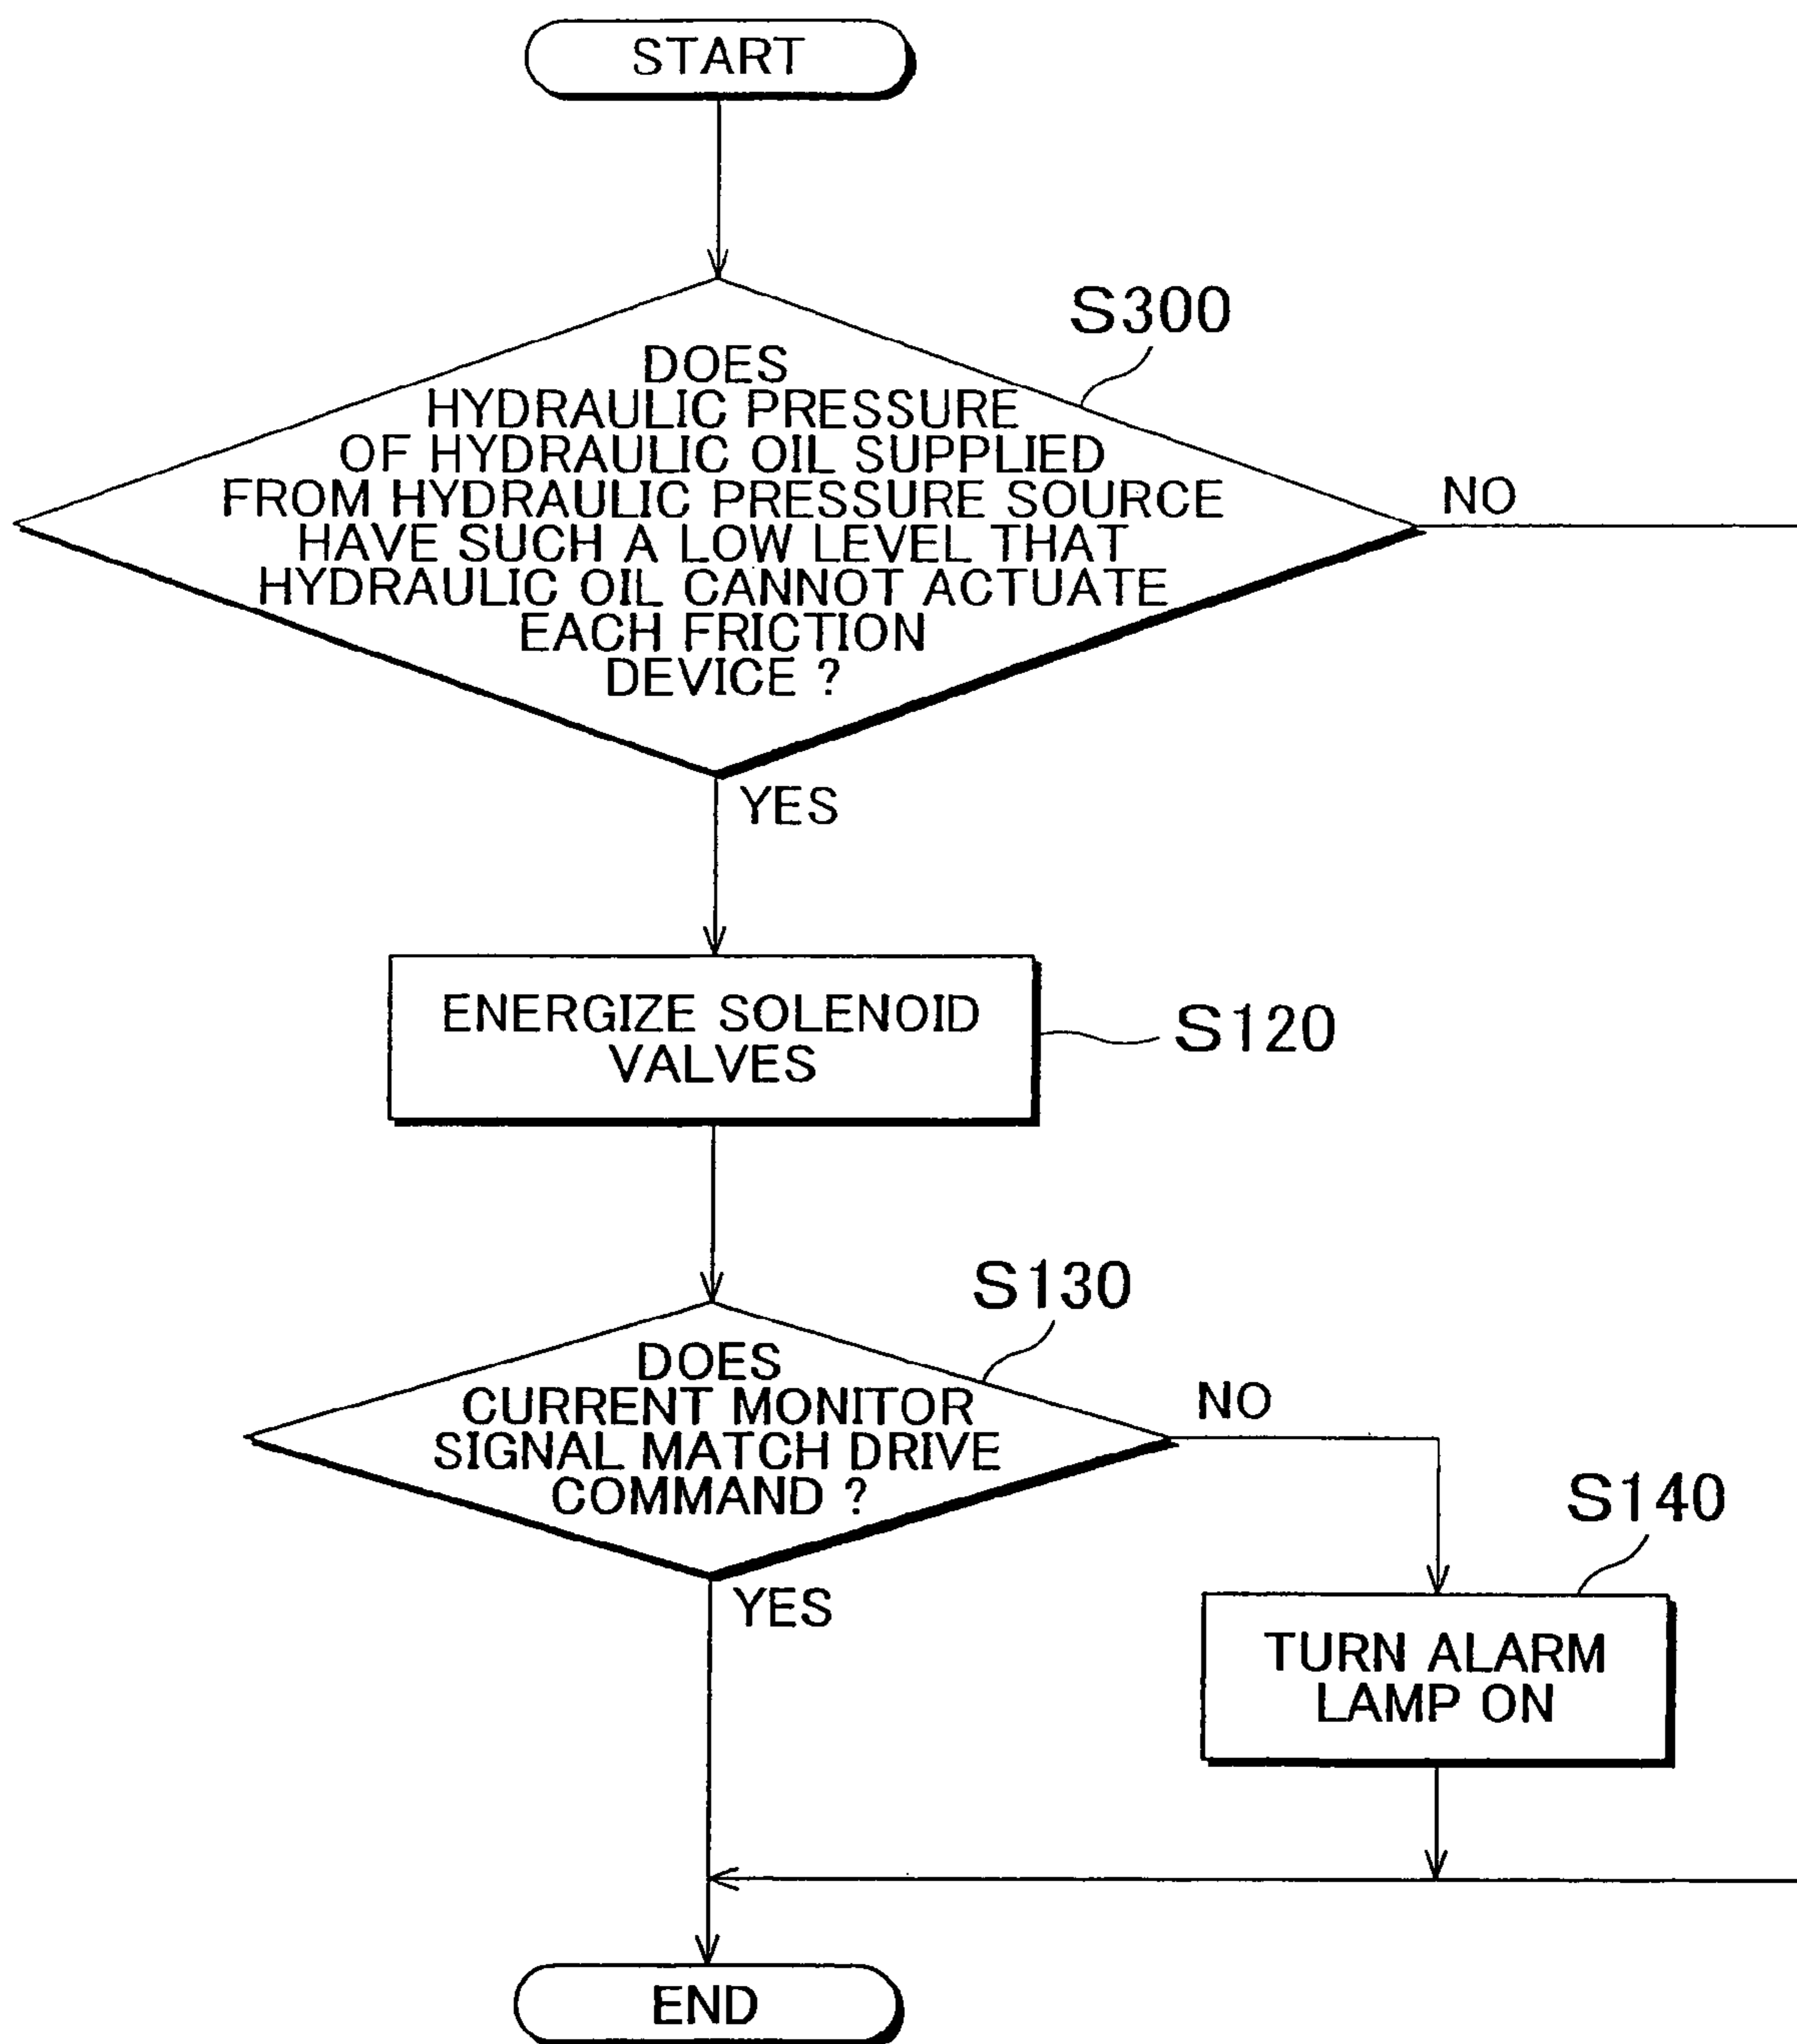 START
S300
DOES
HYDRAULIC PRESSURE
OF HYDRAULIC OIL SUPPLIED
FROM HYDRAULIC PRESSURE SOURCE
HAVE SUCH A LOW LEVEL THAT
HYDRAULIC OIL CANNOT ACTUATE
EACH FRICTION
DEVICE ?
NO
YES
ENERGIZE SOLENOID
VALVES
S120
S130
DOES
CURRENT MONITOR
SIGNAL MATCH DRIVE
COMMAND ?
NO
YES
S140
TURN ALARM
LAMP ON
END